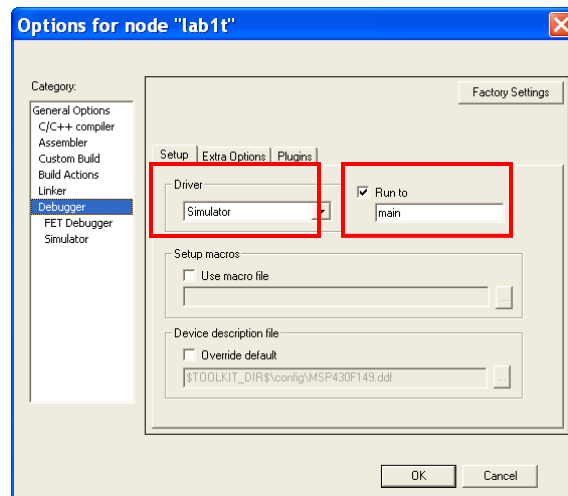 Options for node "lab1t"
Category:
Factory Settings
General Options
C/C++ compiler
Assembler
Custom Build
Build Actions
Linker
Debugger
FET Debugger
Simulator
Setup Extra Options Plugins
Driver
Simulator
Run to
main
Setup macros
Use macro file
...
Device description file
Override default
$TOOLKIT_DIR$\config\MSP430F149.ddf
...
OK Cancel